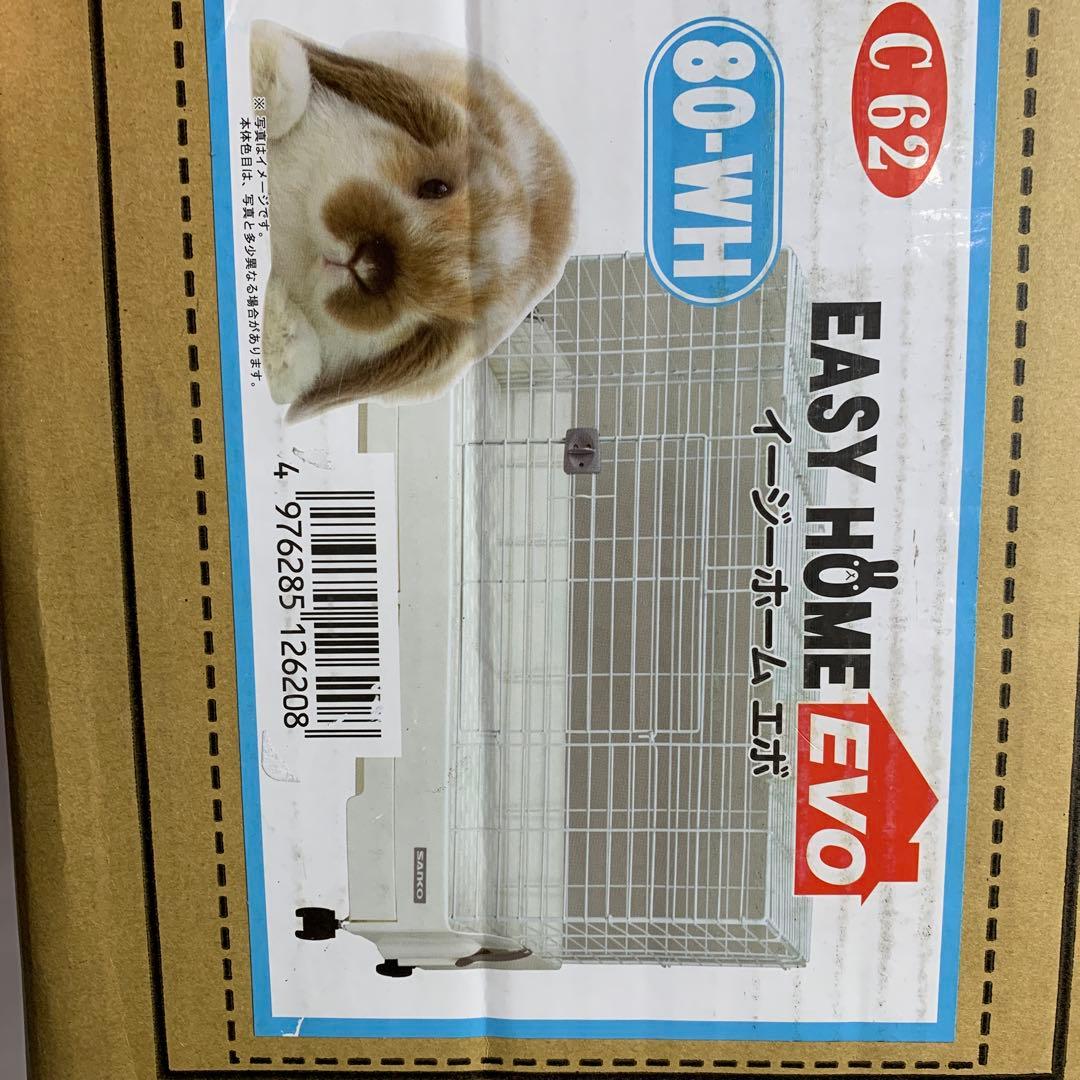 C 62
80-WH
EASY HOME EVO
イージーホーム エボ
※ 写真はイメージです。
本体色目は、写真と多少異なる場合があります。
SANKO
4 976285 126208